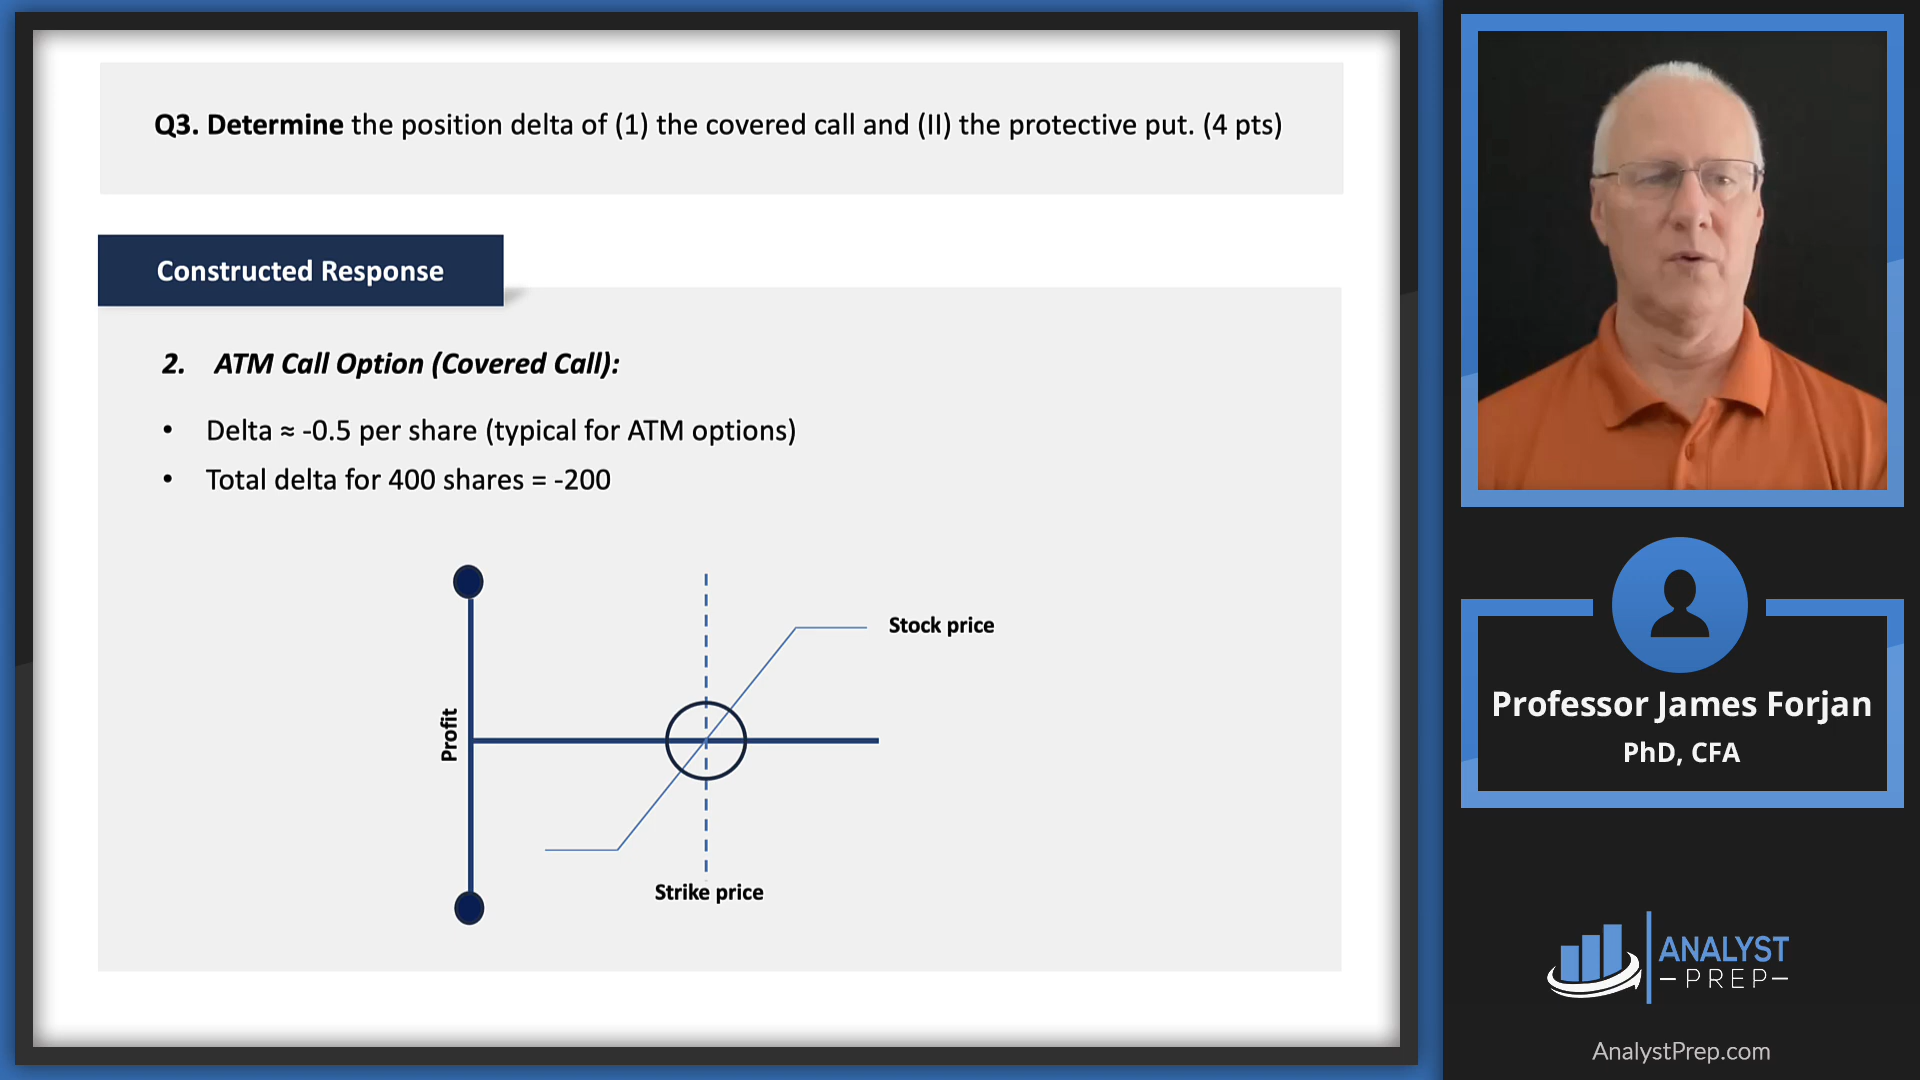 Q3. Determine the position delta of (1) the covered call and (II) the protective put. (4 pts)
Constructed Response
2. ATM Call Option (Covered Call):
• Delta ≈ -0.5 per share (typical for ATM options)
• Total delta for 400 shares = -200
Stock price
Profit
Strike price
Professor James Forjan
PhD, CFA
ANALYST
PREP
AnalystPrep.com